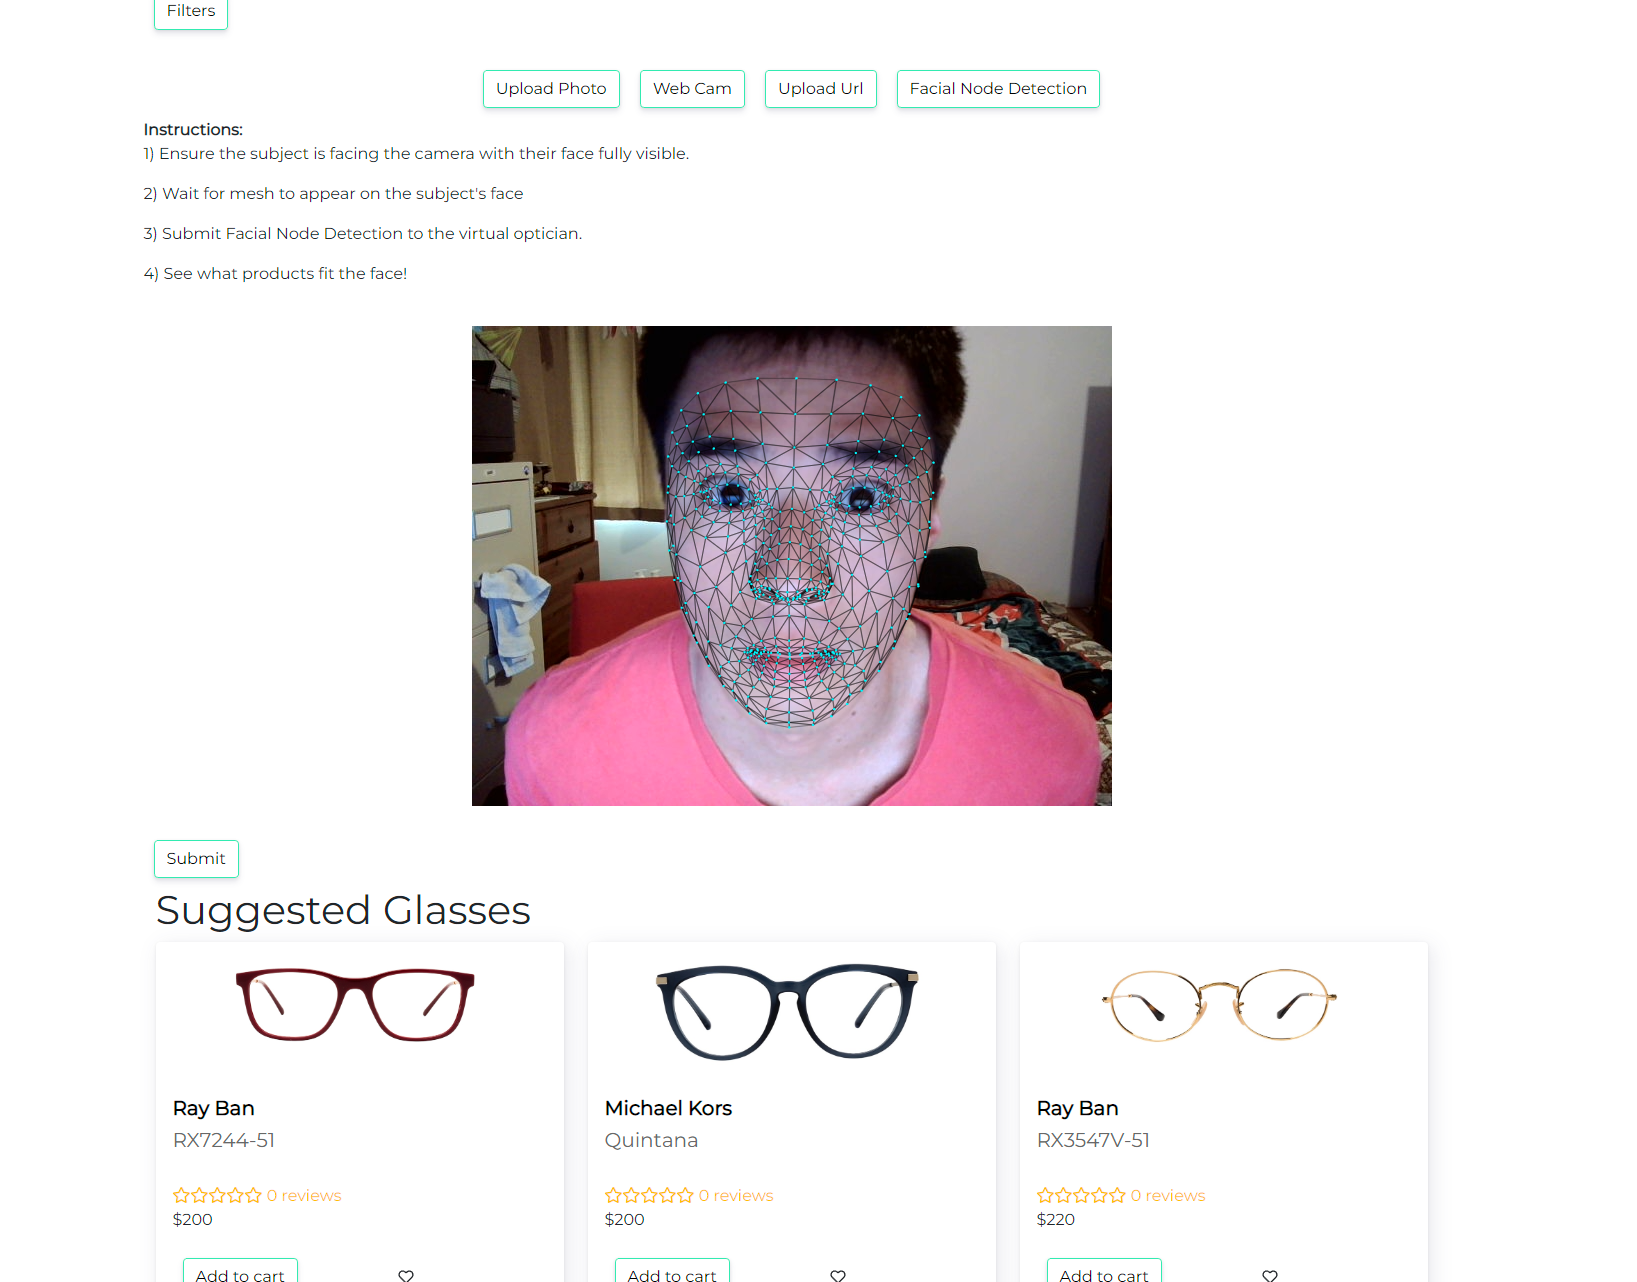 Filters
Upload Photo Web Cam Upload Url Facial Node Detection
Instructions:
1) Ensure the subject is facing the camera with their face fully visible.
2) Wait for mesh to appear on the subject's face
3) Submit Facial Node Detection to the virtual optician.
4) See what products fit the face!
Submit
Suggested Glasses
Ray Ban Michael Kors Ray Ban
RX7244-51 Quintana RX3547V-51
0 reviews 0 reviews 0 reviews
$200 $200 $220
Add to cart Add to cart Add to cart